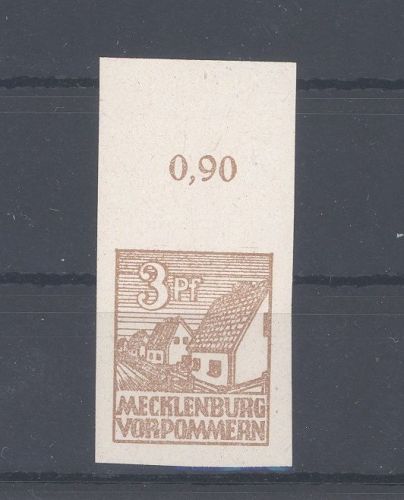 0,90
3 PF
MECKLENBURG
VORPOMMERN